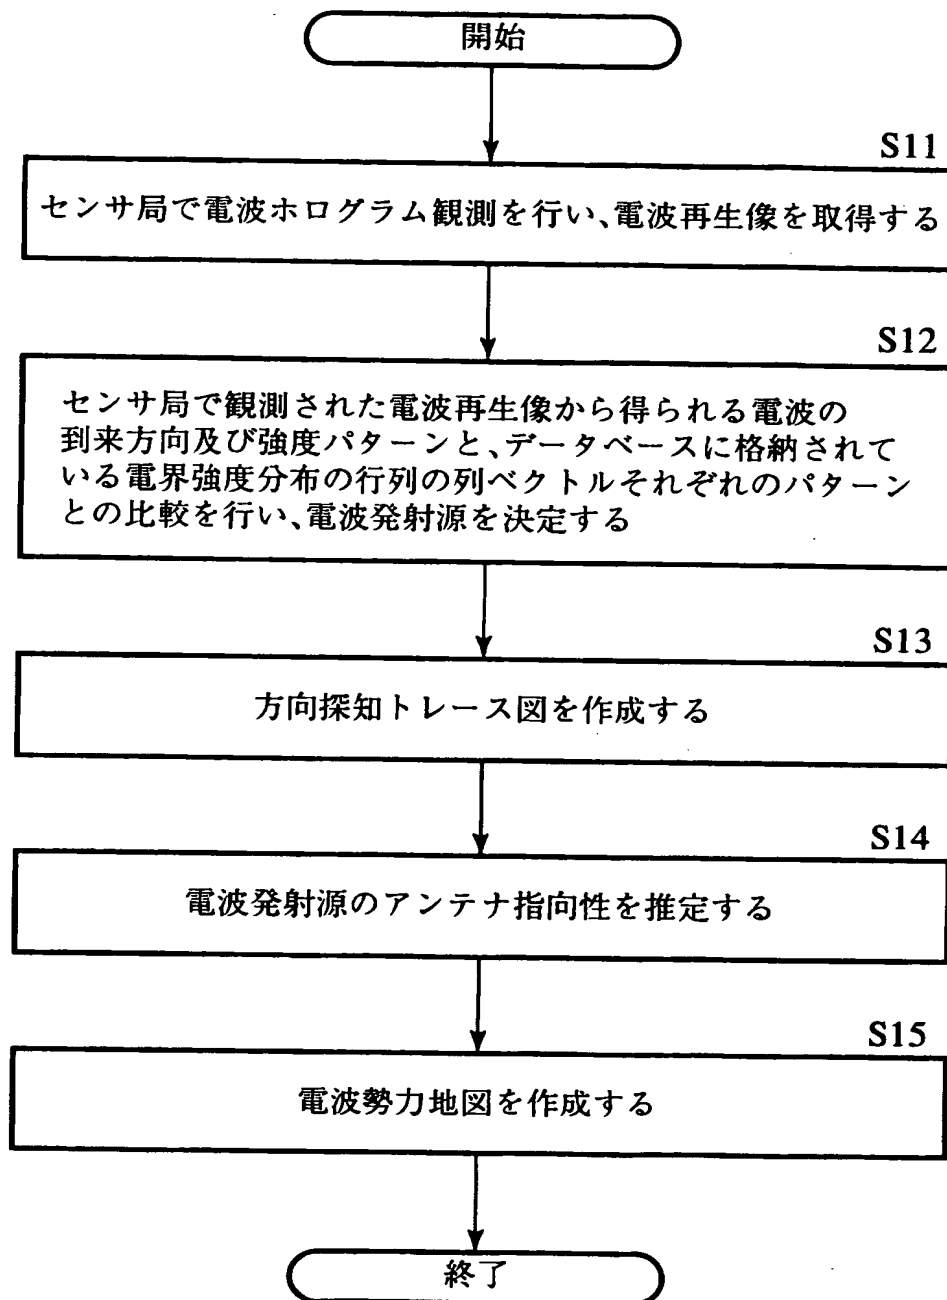 開始
S11
センサ局で電波ホログラム観測を行い、電波再生像を取得する
S12
センサ局で観測された電波再生像から得られる電波の
到来方向及び強度パターンと、データベースに格納されて
いる電界強度分布の行列の列ベクトルそれぞれのパターン
との比較を行い、電波発射源を決定する
S13
方向探知トレース図を作成する
S14
電波発射源のアンテナ指向性を推定する
S15
電波勢力地図を作成する
終了